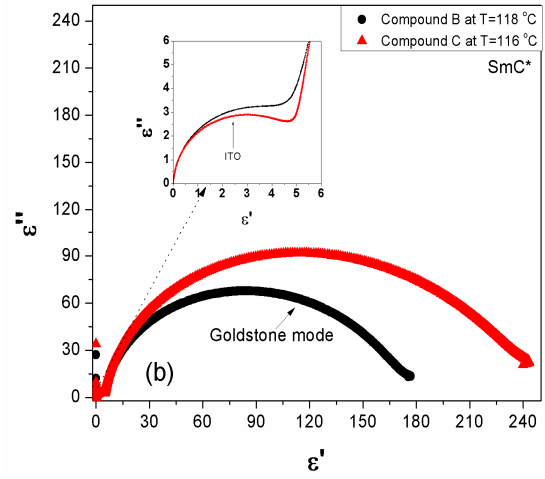 Compound B at T=118 °C
Compound C at T=116 °C
SmC*
ε''
240
210
180
150
120
90
60
30
0
6
5
4
3
2
1
0
ε''
ITO
0 1 2 3 4 5 6
ε'
Goldstone mode
(b)
0 30 60 90 120 150 180 210 240
ε'